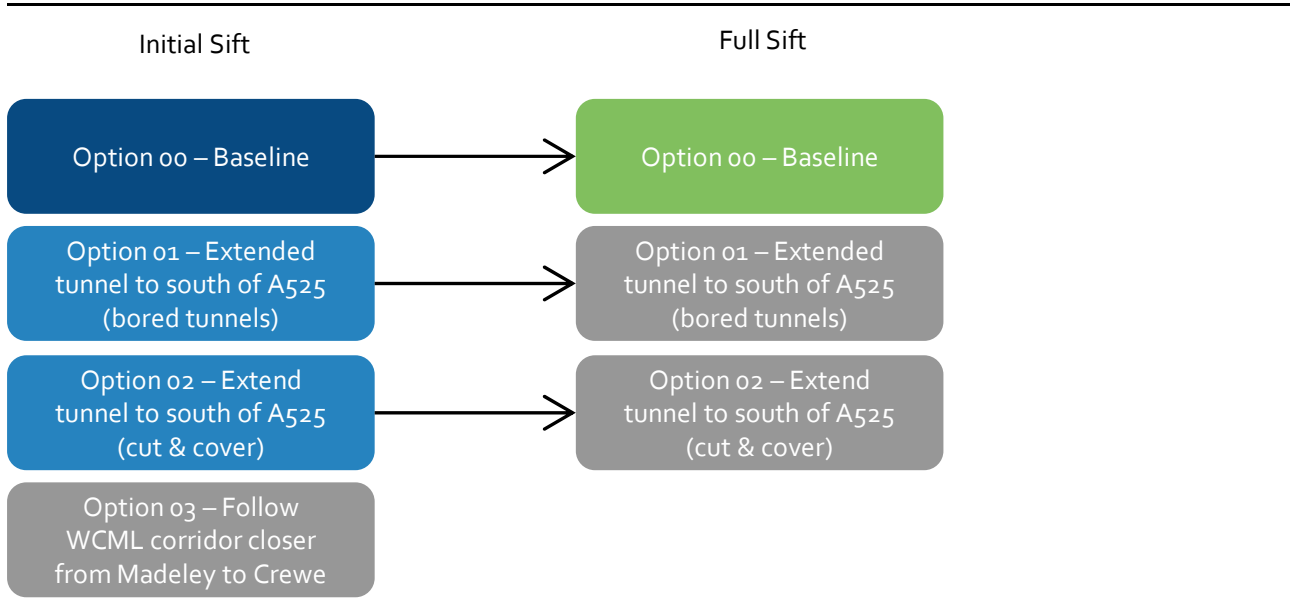 Initial Sift
Full Sift
Option 00 – Baseline
Option 00 – Baseline
Option 01 – Extended
tunnel to south of A525
(bored tunnels)
Option 01 – Extended
tunnel to south of A525
(bored tunnels)
Option 02 – Extend
tunnel to south of A525
(cut & cover)
Option 02 – Extend
tunnel to south of A525
(cut & cover)
Option 03 – Follow
WCML corridor closer
from Madeley to Crewe